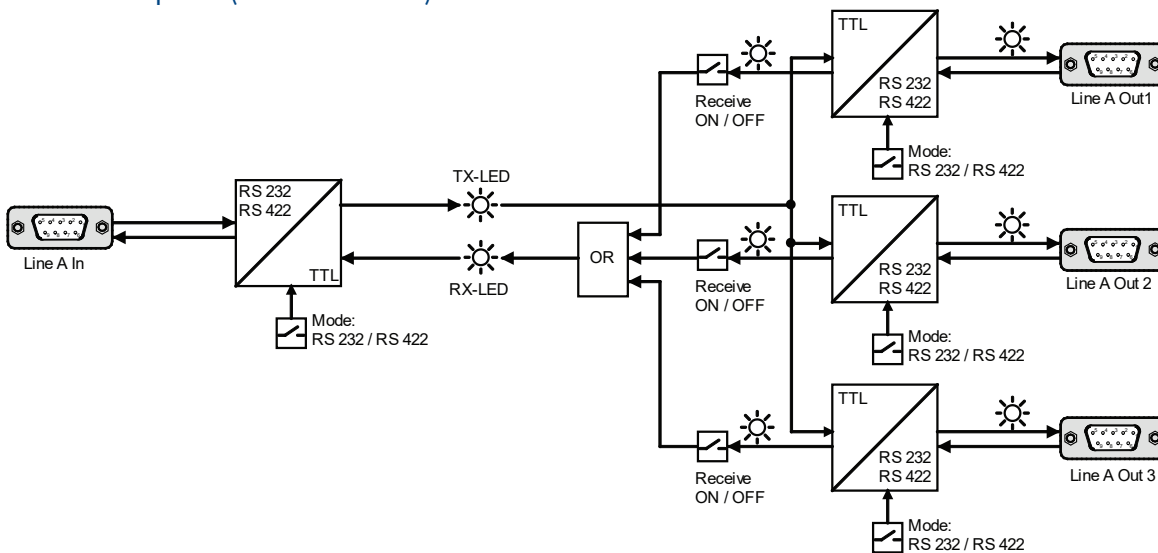 TTL
RS 232
RS 422
Line A Out1
Receive
ON / OFF
Mode:
RS 232 / RS 422
TX-LED
RS 232
RS 422
TTL
Line A In
RX-LED
OR
Mode:
RS 232 / RS 422
TTL
RS 232
RS 422
Line A Out 2
Receive
ON / OFF
Mode:
RS 232 / RS 422
TTL
RS 232
RS 422
Line A Out 3
Receive
ON / OFF
Mode:
RS 232 / RS 422